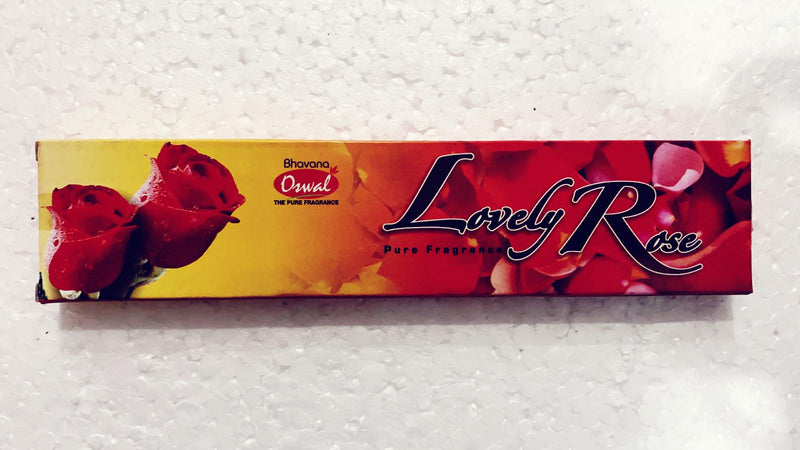 Bhavana
Oswal
THE PURE FRAGRANCE
Lovely Rose
Pure Fragrance